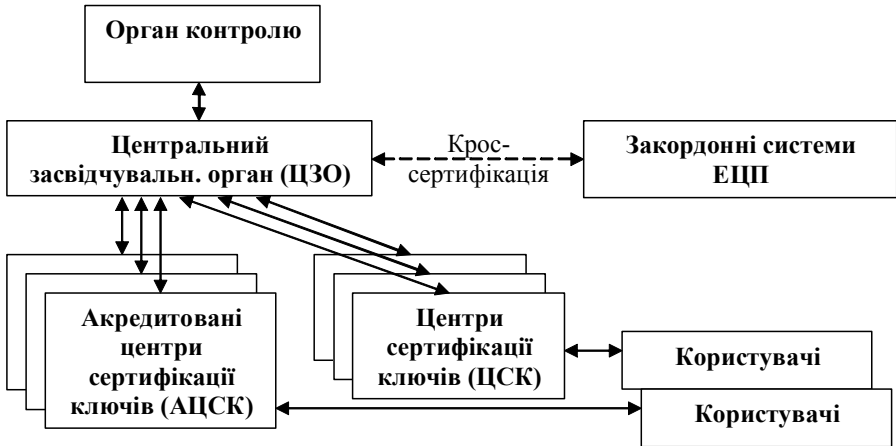 Орган контролю
Центральний
засвідчувальн. орган (ЦЗО)
Крос-
сертифікація
Закордонні системи
ЕЦП
Акредитовані
центри
сертифікації
ключів (АЦСК)
Центри
сертифікації
ключів (ЦСК)
Користувачі
Користувачі